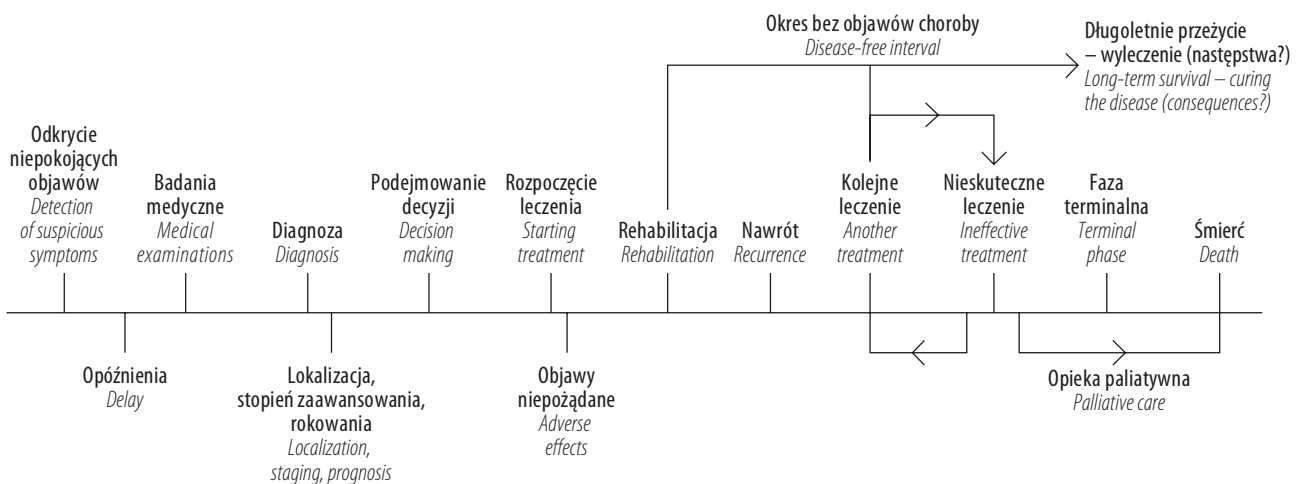 Okres bez objawów choroby
Disease-free interval
Długoletnie przeżycie
– wyleczenie (następstwa?)
Long-term survival – curing
the disease (consequences?)
Odkrycie
niepokojących
objawów
Detection
of suspicious
symptoms
Badania
medyczne
Medical
examinations
Diagnoza
Diagnosis
Podejmowanie
decyzji
Decision
making
Rozpoczęcie
leczenia
Starting
treatment
Rehabilitacja
Rehabilitation
Nawrót
Recurrence
Kolejne
leczenie
Another
treatment
Nieskuteczne
leczenie
Ineffective
treatment
Faza
terminalna
Terminal
phase
Śmierć
Death
Opóźnienia
Delay
Lokalizacja,
stopień zaawansowania,
rokowania
Localization,
staging, prognosis
Objawy
niepożądane
Adverse
effects
Opieka paliatywna
Palliative care